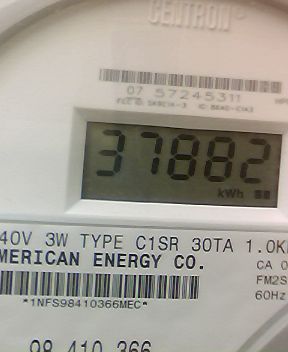 CENTRON®
07 57245311
37882
kWh
40V 3W TYPE C1SR 30TA 1.0K
MERICAN ENERGY CO.
CA 0
FM2S
*1NFS98410366MEC*
60Hz
98 410 366